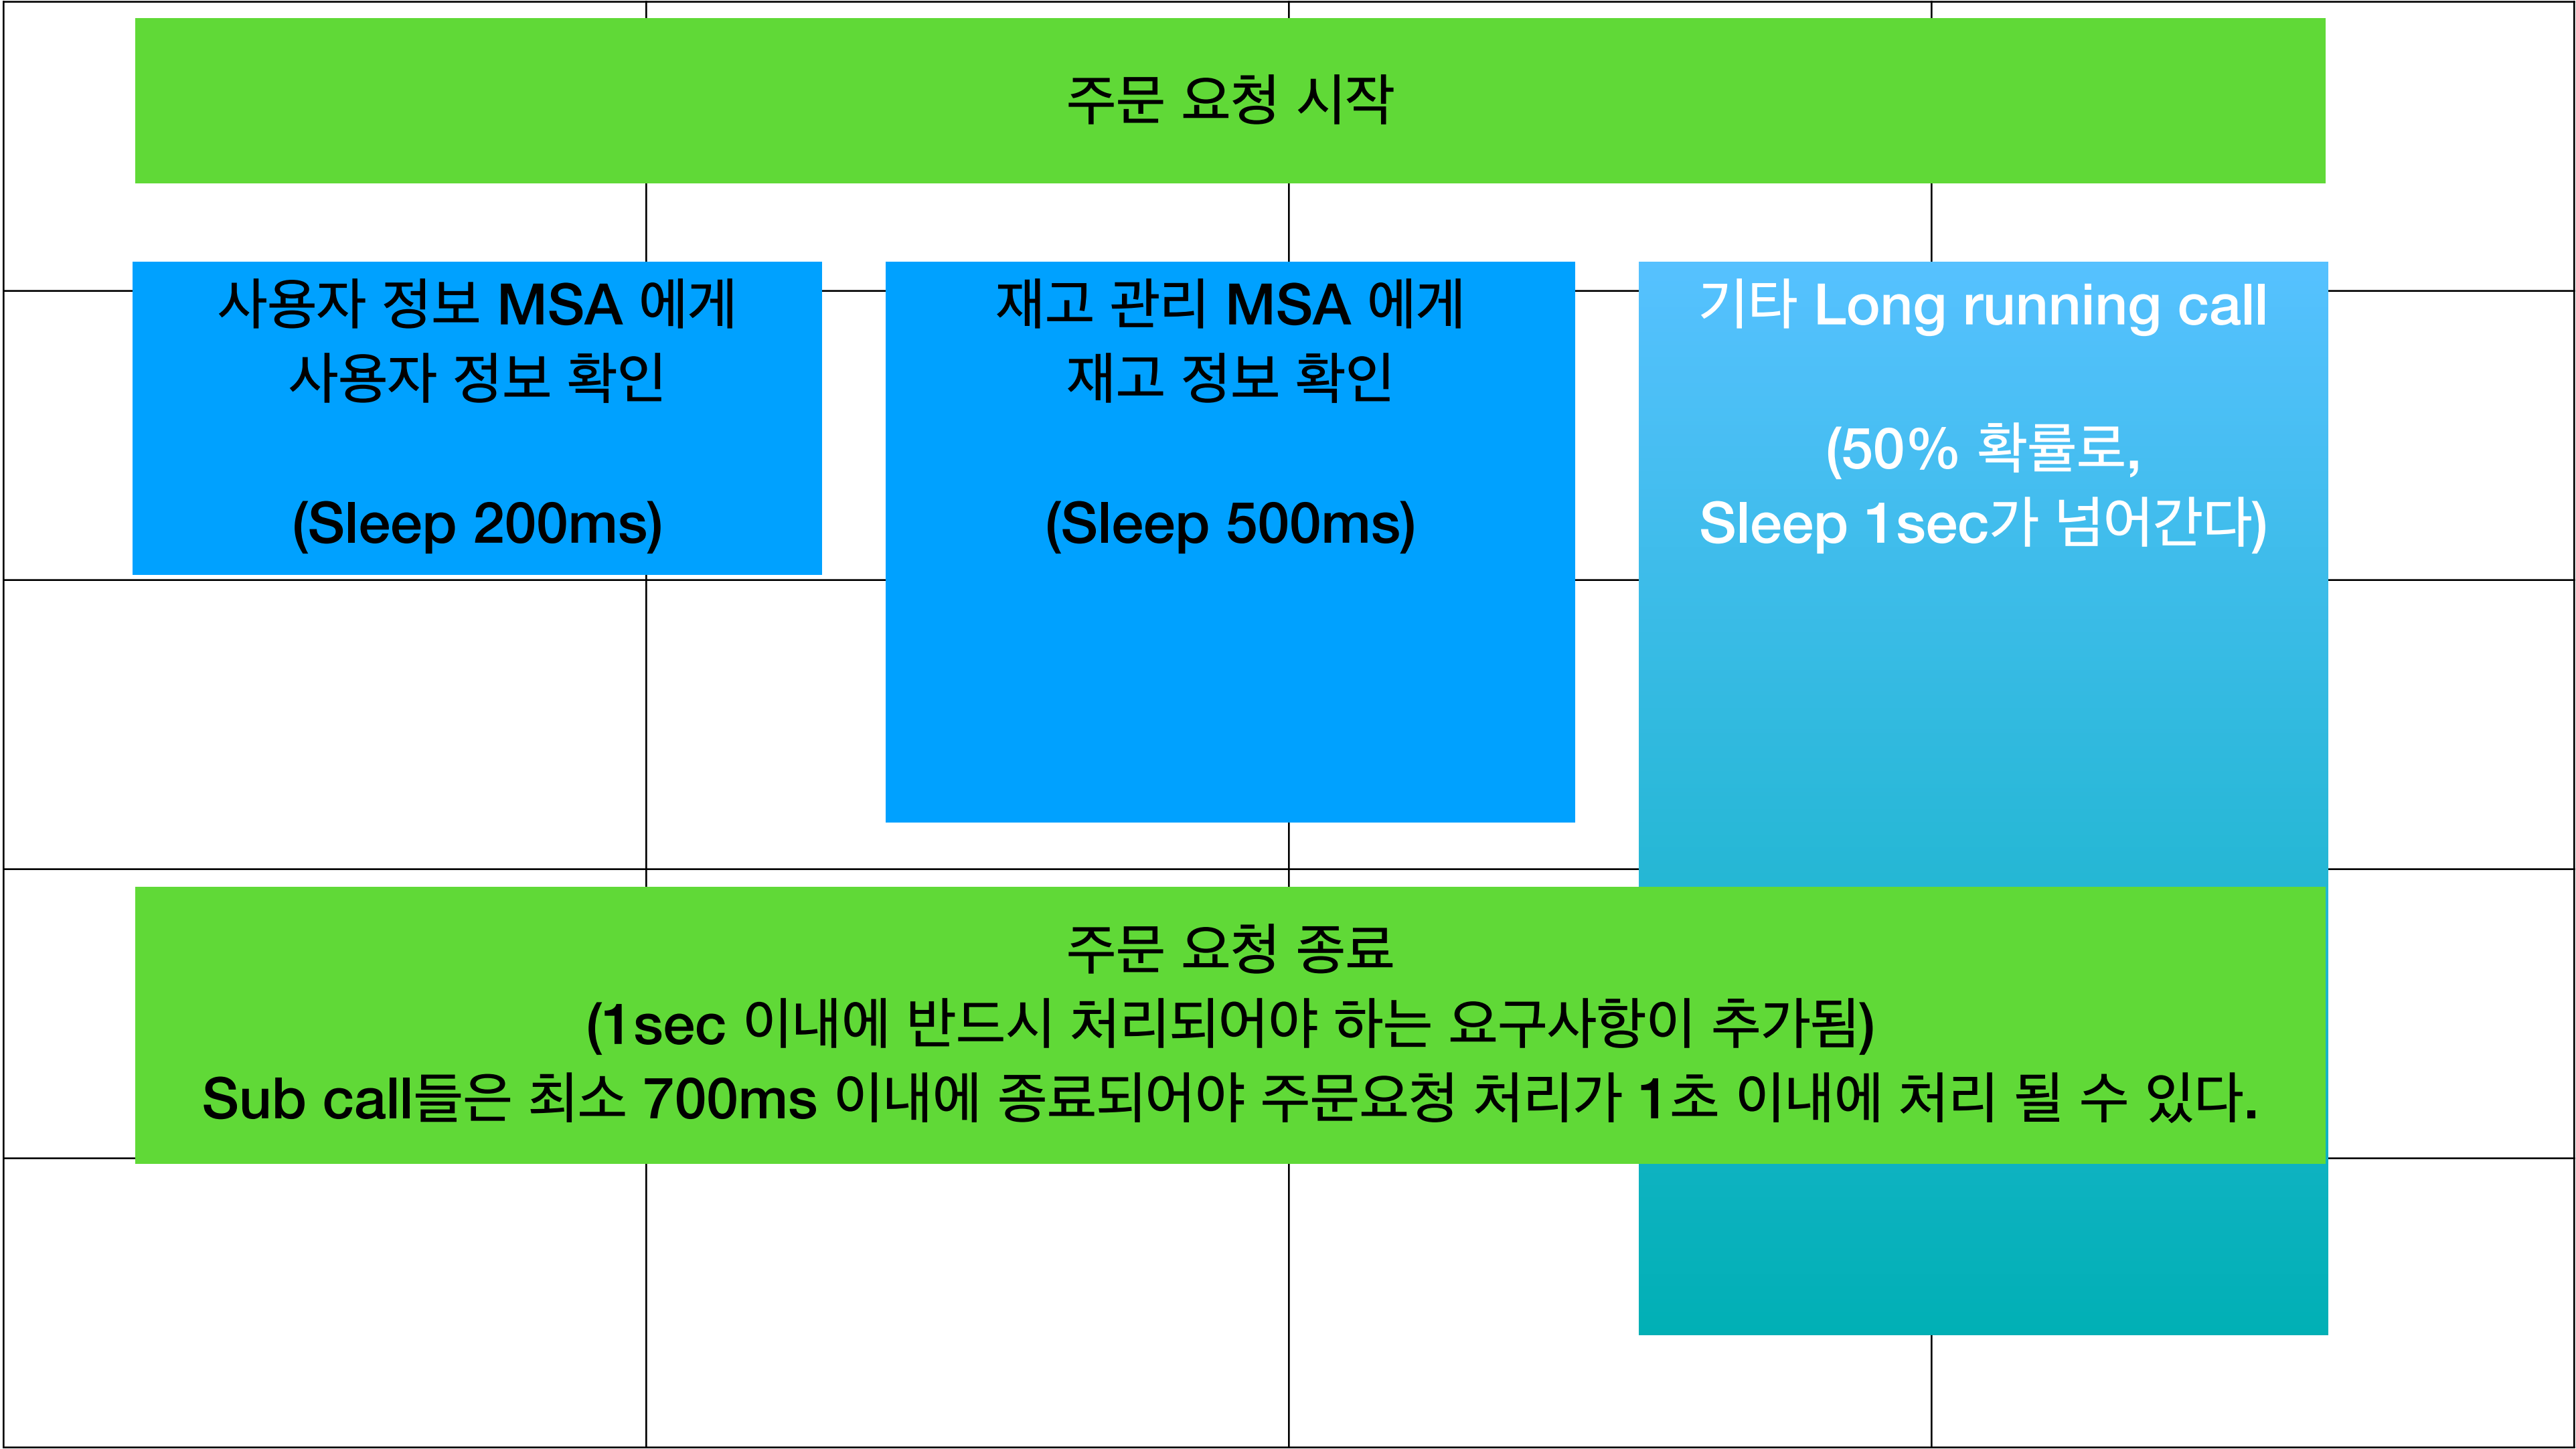 주문 요청 시작
사용자 정보 MSA 에게
사용자 정보 확인
(Sleep 200ms)
재고 관리 MSA 에게
재고 정보 확인
(Sleep 500ms)
기타 Long running call
(50% 확률로,
Sleep 1sec가 넘어간다)
주문 요청 종료
(1sec 이내에 반드시 처리되어야 하는 요구사항이 추가됨)
Sub call들은 최소 700ms 이내에 종료되어야 주문요청 처리가 1초 이내에 처리 될 수 있다.